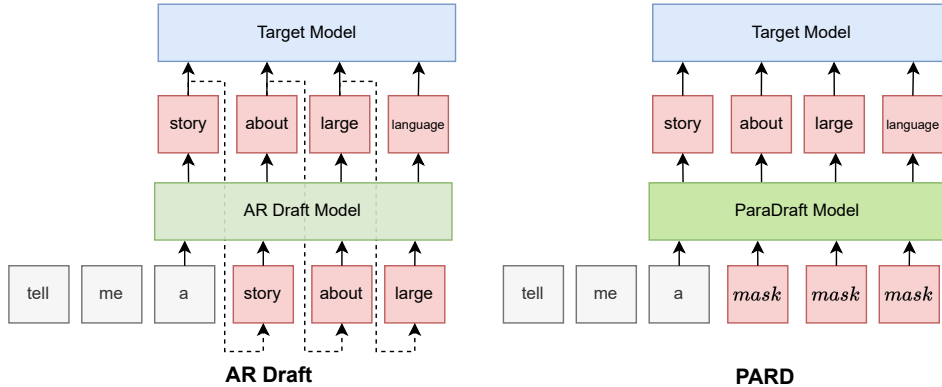 Target Model
story about large language
AR Draft Model
tell me a story about large
AR Draft
Target Model
story about large language
ParaDraft Model
tell me a mask mask mask
PARD